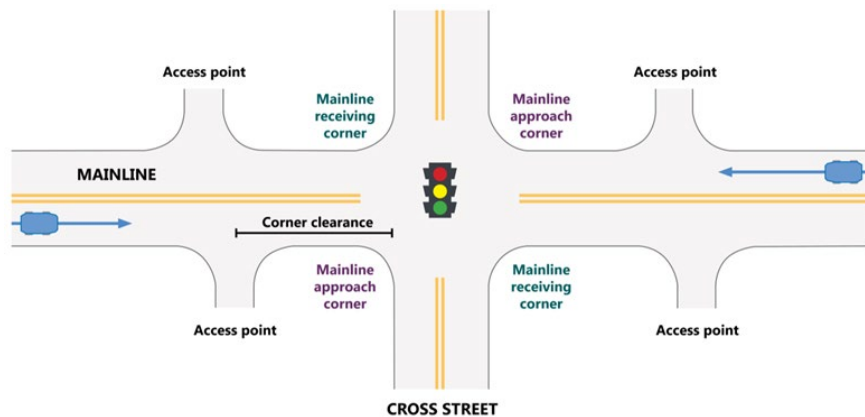 Access point
Access point
Mainline
receiving
corner
Mainline
approach
corner
MAINLINE
Corner clearance
Mainline
approach
corner
Mainline
receiving
corner
Access point
Access point
CROSS STREET